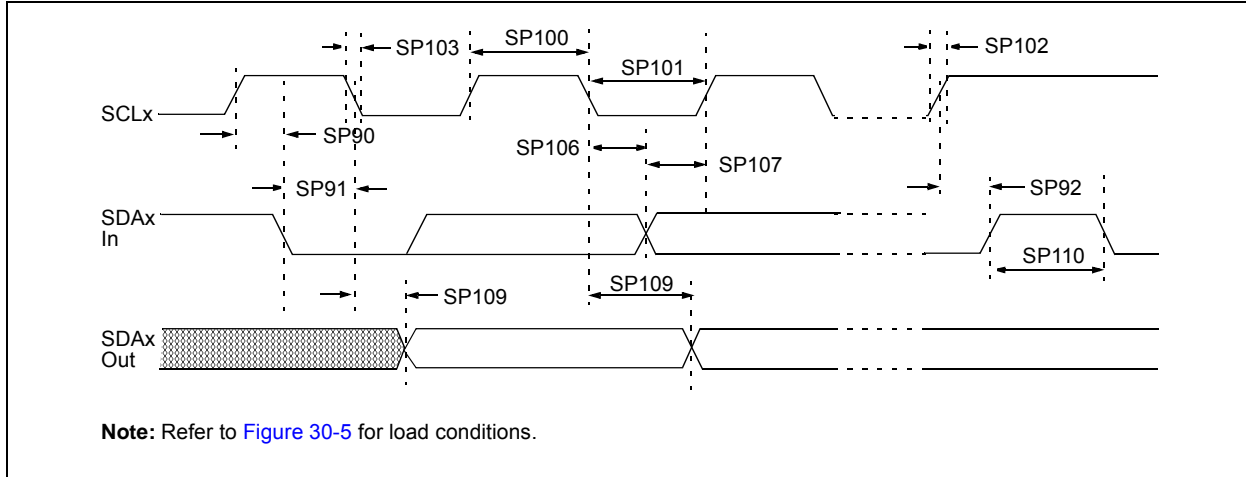 SP103
SP100
SP101
SP102
SCLx
SP90
SP106
SP107
SP91
SP92
SDAx
In
SP110
SP109
SP109
SDAx
Out
Note: Refer to Figure 30-5 for load conditions.